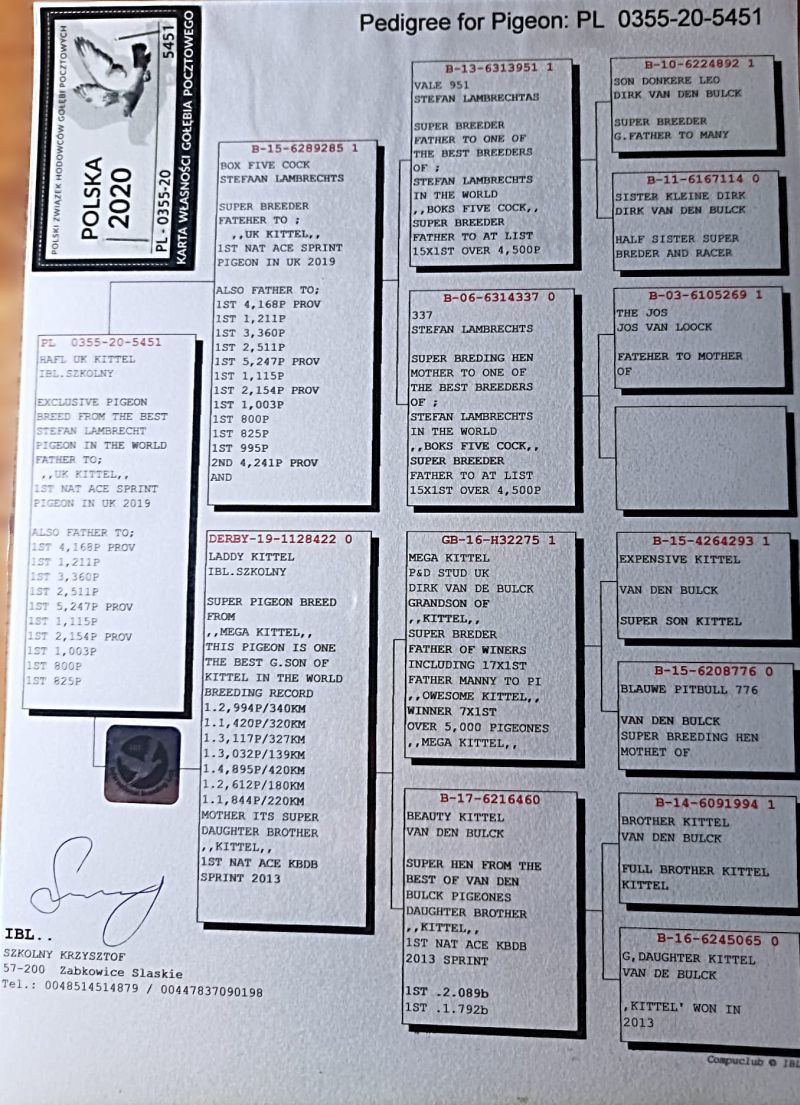 Pedigree for Pigeon: PL 0355-20-5451
POLSKI ZWIĄZEK HODOWCÓW GOŁĘBI POCZTOWYCH
POLSKA
2020
PL - 0355-20
5451
KARTA WŁASNOŚCI GOŁĘBIA POCZTOWEGO
PL 0355-20-5451
HAFL UK KITTEL
IBL.SZKOLNY
EXCLUSIVE PIGEON
BREED FROM THE BEST
STEFAN LAMBRECHT
PIGEON IN THE WORLD
FATHER TO;
,,UK KITTEL,,
1ST NAT ACE SPRINT
PIGEON IN UK 2019
ALSO FATHER TO;
1ST 4,168P PROV
1ST 1,211P
1ST 3,360P
1ST 2,511P
1ST 5,247P PROV
1ST 1,115P
1ST 2,154P PROV
1ST 1,003P
1ST 800P
1ST 825P
B-15-6289285 1
BOX FIVE COCK
STEFAAN LAMBRECHTS
SUPER BREEDER
FATEHER TO ;
,,UK KITTEL,,
1ST NAT ACE SPRINT
PIGEON IN UK 2019
ALSO FATHER TO;
1ST 4,168P PROV
1ST 1,211P
1ST 3,360P
1ST 2,511P
1ST 5,247P PROV
1ST 1,115P
1ST 2,154P PROV
1ST 1,003P
1ST 800P
1ST 825P
1ST 995P
2ND 4,241P PROV
AND
DERBY-19-1128422 0
LADDY KITTEL
IBL.SZKOLNY
SUPER PIGEON BREED
FROM
,,MEGA KITTEL,,
THIS PIGEON IS ONE
THE BEST G.SON OF
KITTEL IN THE WORLD
BREEDING RECORD
1.2,994P/340KM
1.1,420P/320KM
1.3,117P/327KM
1.3,032P/139KM
1.4,895P/420KM
1.2,612P/180KM
1.1,844P/220KM
MOTHER ITS SUPER
DAUGHTER BROTHER
,,KITTEL,,
1ST NAT ACE KBDB
SPRINT 2013
B-13-6313951 1
VALE 951
STEFAN LAMBRECHTAS
SUPER BREEDER
FATHER TO ONE OF
THE BEST BREEDERS
OF ;
STEFAN LAMBRECHTS
IN THE WORLD
,,BOKS FIVE COCK,,
SUPER BREEDER
FATHER TO AT LIST
15X1ST OVER 4,500P
B-06-6314337 0
337
STEFAN LAMBRECHTS
SUPER BREDING HEN
MOTHER TO ONE OF
THE BEST BREEDERS
OF ;
STEFAN LAMBRECHTS
IN THE WORLD
,,BOKS FIVE COCK,,
SUPER BREEDER
FATHER TO AT LIST
15X1ST OVER 4,500P
GB-16-H32275 1
MEGA KITTEL
P&D STUD UK
DIRK VAN DE BULCK
GRANDSON OF
,,KITTEL,,
SUPER BREDER
FATHER OF WINERS
INCLUDING 17X1ST
FATHER MANNY TO PI
,,OWESOME KITTEL,,
WINNER 7X1ST
OVER 5,000 PIGEONES
,,MEGA KITTEL,,
B-17-6216460
BEAUTY KITTEL
VAN DEN BULCK
SUPER HEN FROM THE
BEST OF VAN DEN
BULCK PIGEONES
DAUGHTER BROTHER
,,KITTEL,,
1ST NAT ACE KBDB
2013 SPRINT
1ST .2.089b
1ST .1.792b
B-10-6224892 1
SON DONKERE LEO
DIRK VAN DEN BULCK
SUPER BREEDER
G.FATHER TO MANY
B-11-6167114 0
SISTER KLEINE DIRK
DIRK VAN DEN BULCK
HALF SISTER SUPER
BREDER AND RACER
B-03-6105269 1
THE JOS
JOS VAN LOOCK
FATEHER TO MOTHER
OF
B-15-4264293 1
EXPENSIVE KITTEL
VAN DEN BULCK
SUPER SON KITTEL
B-15-6208776 0
BLAUWE PITBULL 776
VAN DEN BULCK
SUPER BREEDING HEN
MOTHET OF
B-14-6091994 1
BROTHER KITTEL
VAN DEN BULCK
FULL BROTHER KITTEL
KITTEL
B-16-6245065 0
G,DAUGHTER KITTEL
VAN DE BULCK
,KITTEL' WON IN
2013
IBL..
SZKOLNY KRZYSZTOF
57-200 Zabkowice Slaskie
Tel.: 0048514514879 / 00447837090198
Compuclub © IBL